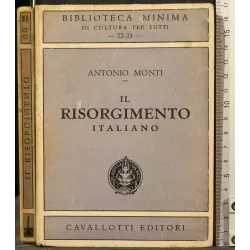 BIBLIOTECA MINIMA
DI CULTURA PER TUTTI
— 22-23 —
ANTONIO MONTI
IL
RISORGIMENTO
ITALIANO
CAVALLOTTI EDITORI
IL RISORGIMENTO